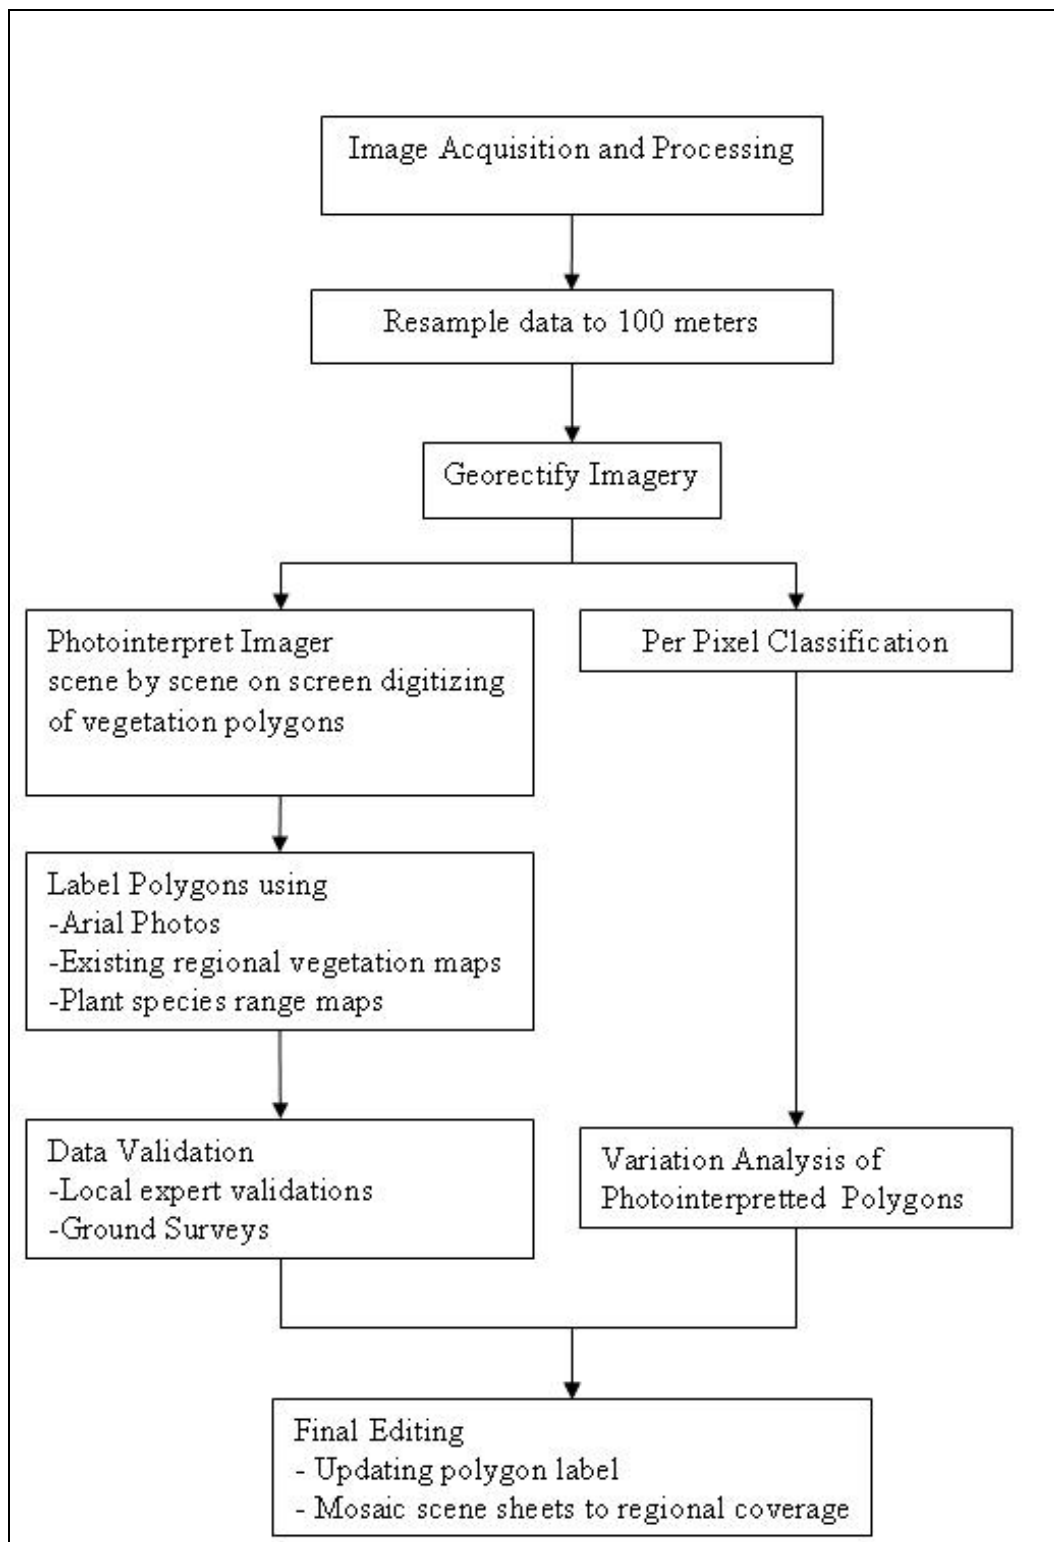 Image Acquisition and Processing
Resample data to 100 meters
Georectify Imagery
Photointerpret Imager
scene by scene on screen digitizing
of vegetation polygons
Per Pixel Classification
Label Polygons using
-Arial Photos
-Existing regional vegetation maps
-Plant species range maps
Data Validation
-Local expert validations
-Ground Surveys
Variation Analysis of
Photointerpretted Polygons
Final Editing
- Updating polygon label
- Mosaic scene sheets to regional coverage